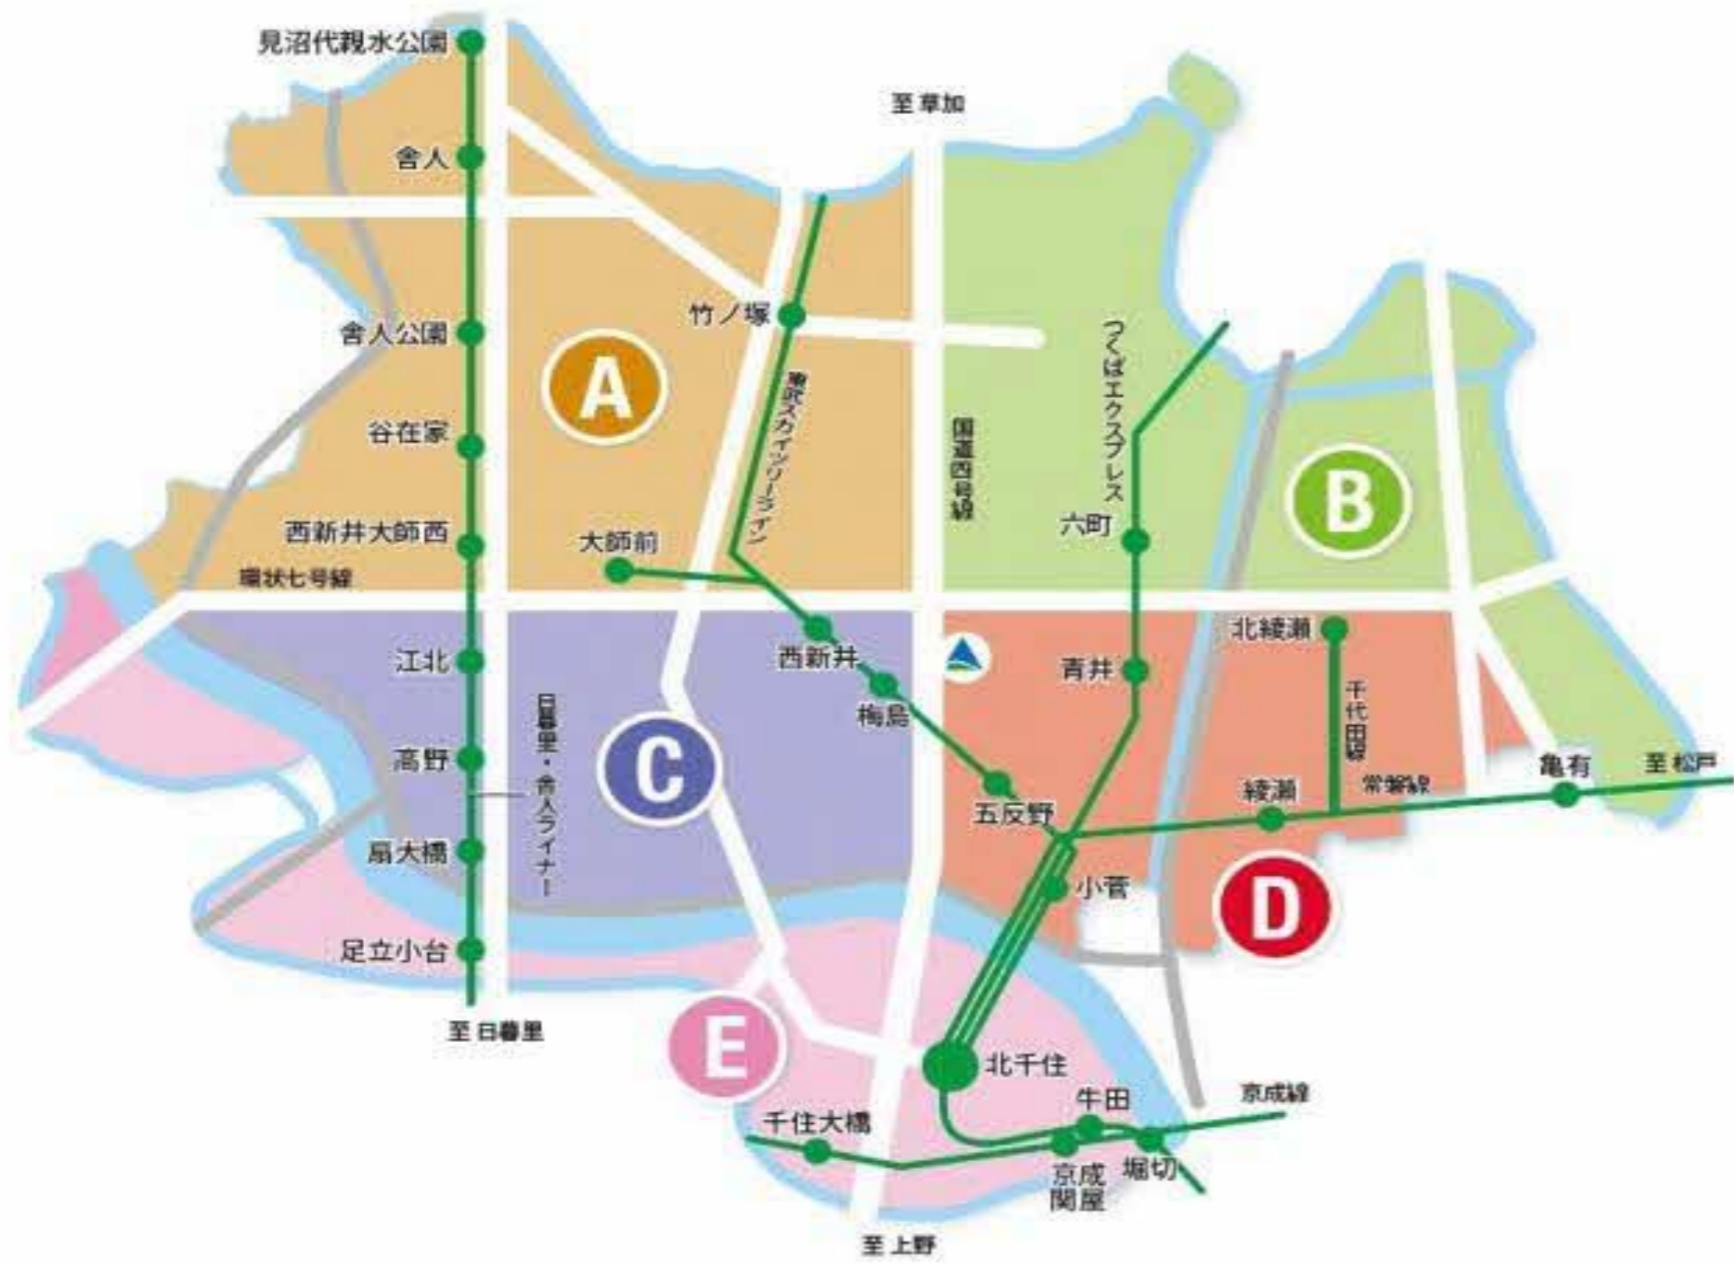 見沼代親水公園
至 草加
舎人
舎人公園
竹ノ塚
つくばエクスプレス
A
東武スカイツリーライン
谷在家
国道四号線
B
六町
西新井大師西
大師前
環状七号線
北綾瀬
江北
西新井
青井
梅島
千代田線
日暮里・舎人ライナー
C
高野
五反野
綾瀬
常磐線
亀有
至 松戸
扇大橋
小菅
D
足立小台
至 日暮里
E
北千住
牛田
京成線
千住大橋
京成
関屋
堀切
至 上野